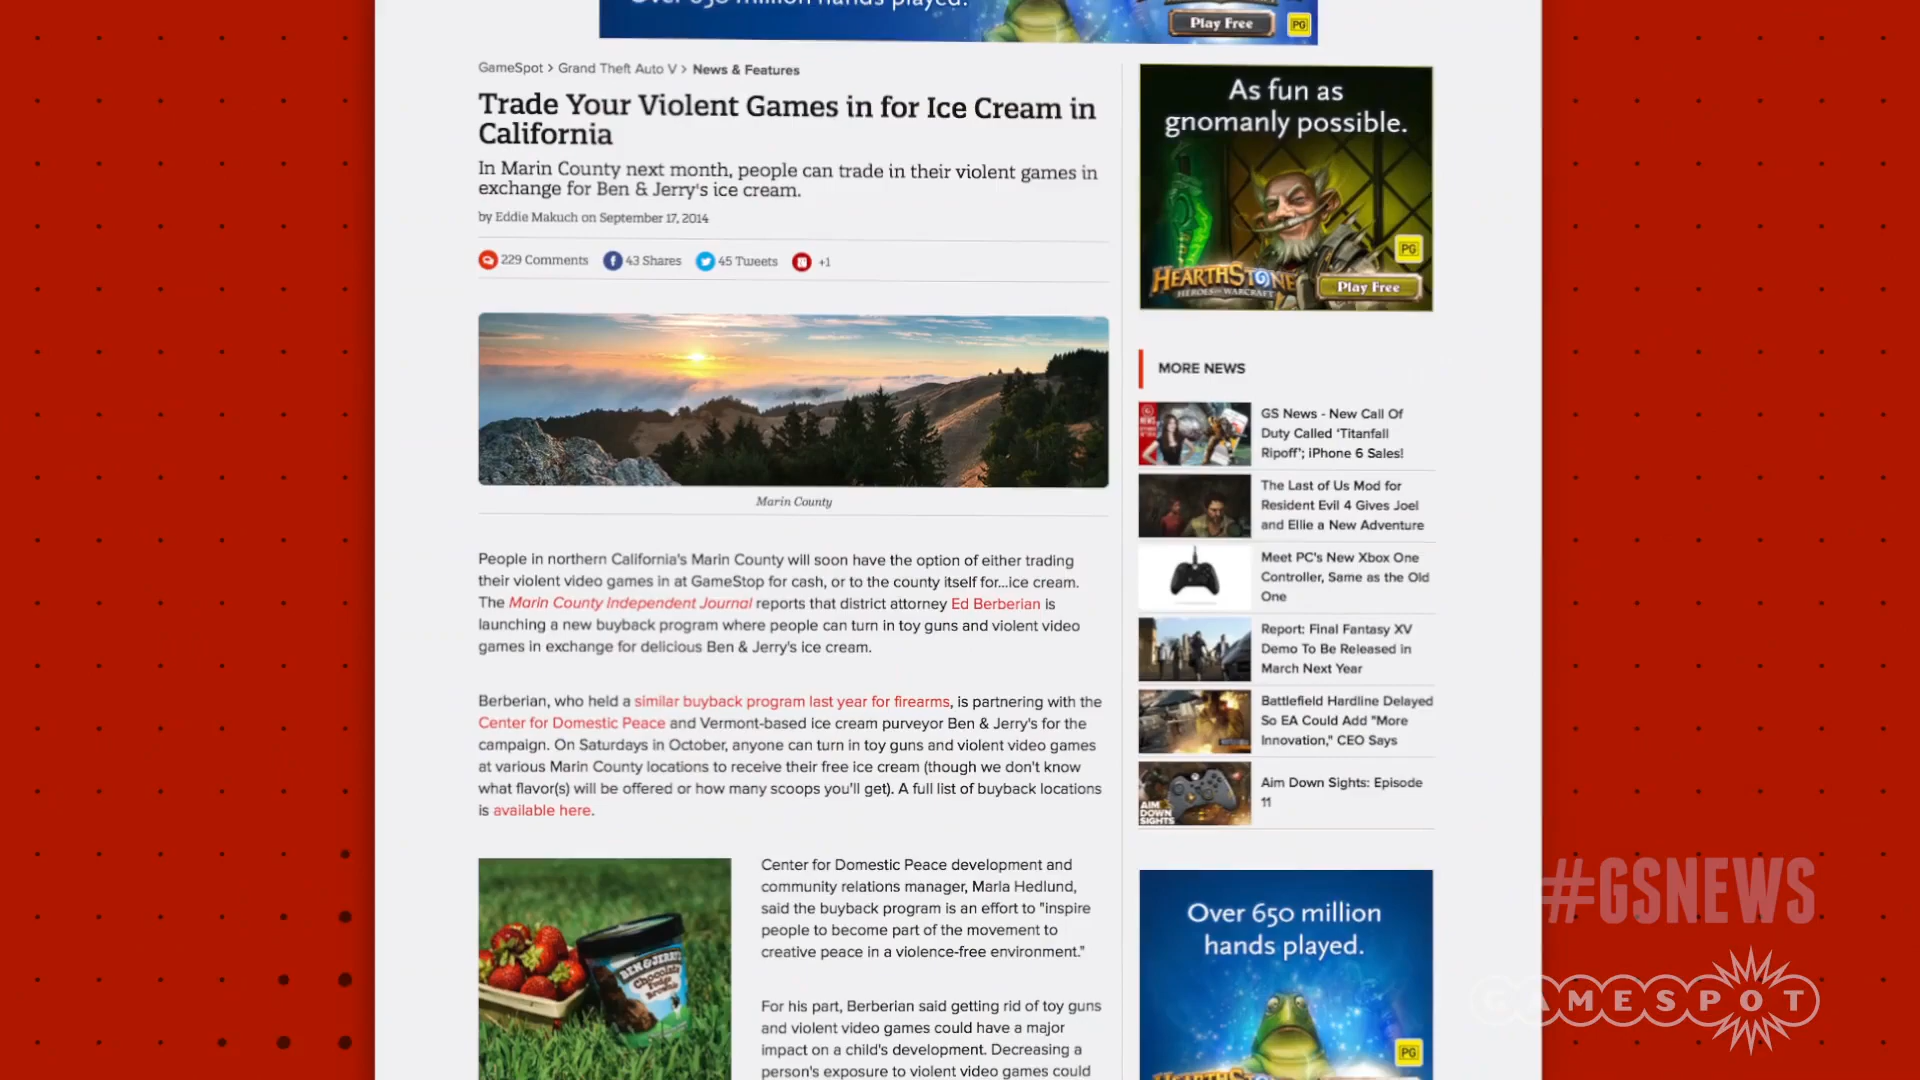 Over 650 million hands played.
Play Free
PG
GameSpot > Grand Theft Auto V > News & Features
Trade Your Violent Games in for Ice Cream in
California
In Marin County next month, people can trade in their violent games in
exchange for Ben & Jerry's ice cream.
by Eddie Makuch on September 17, 2014
229 Comments 43 Shares 45 Tweets +1
Marin County
People in northern California's Marin County will soon have the option of either trading
their violent video games in at GameStop for cash, or to the county itself for...ice cream.
The Marin County Independent Journal reports that district attorney Ed Berberian is
launching a new buyback program where people can turn in toy guns and violent video
games in exchange for delicious Ben & Jerry's ice cream.
Berberian, who held a similar buyback program last year for firearms, is partnering with the
Center for Domestic Peace and Vermont-based ice cream purveyor Ben & Jerry's for the
campaign. On Saturdays in October, anyone can turn in toy guns and violent video games
at various Marin County locations to receive their free ice cream (though we don't know
what flavor(s) will be offered or how many scoops you'll get). A full list of buyback locations
is available here.
BEN & JERRY'S
Chocolate
Fudge
Brownie
Center for Domestic Peace development and
community relations manager, Marla Hedlund,
said the buyback program is an effort to "inspire
people to become part of the movement to
creative peace in a violence-free environment."
For his part, Berberian said getting rid of toy guns
and violent video games could have a major
impact on a child's development. Decreasing a
person's exposure to violent video games could
As fun as
gnomanly possible.
PG
HEARTHSTONE
HEROES OF WARCRAFT
Play Free
MORE NEWS
GS News - New Call Of
Duty Called 'Titanfall
Ripoff'; iPhone 6 Sales!
The Last of Us Mod for
Resident Evil 4 Gives Joel
and Ellie a New Adventure
Meet PC's New Xbox One
Controller, Same as the Old
One
Report: Final Fantasy XV
Demo To Be Released in
March Next Year
Battlefield Hardline Delayed
So EA Could Add "More
Innovation," CEO Says
AIM
DOWN
SIGHTS
Aim Down Sights: Episode
11
Over 650 million
hands played.
PG
HEARTHSTONE
#GSNEWS
GAMESPOT